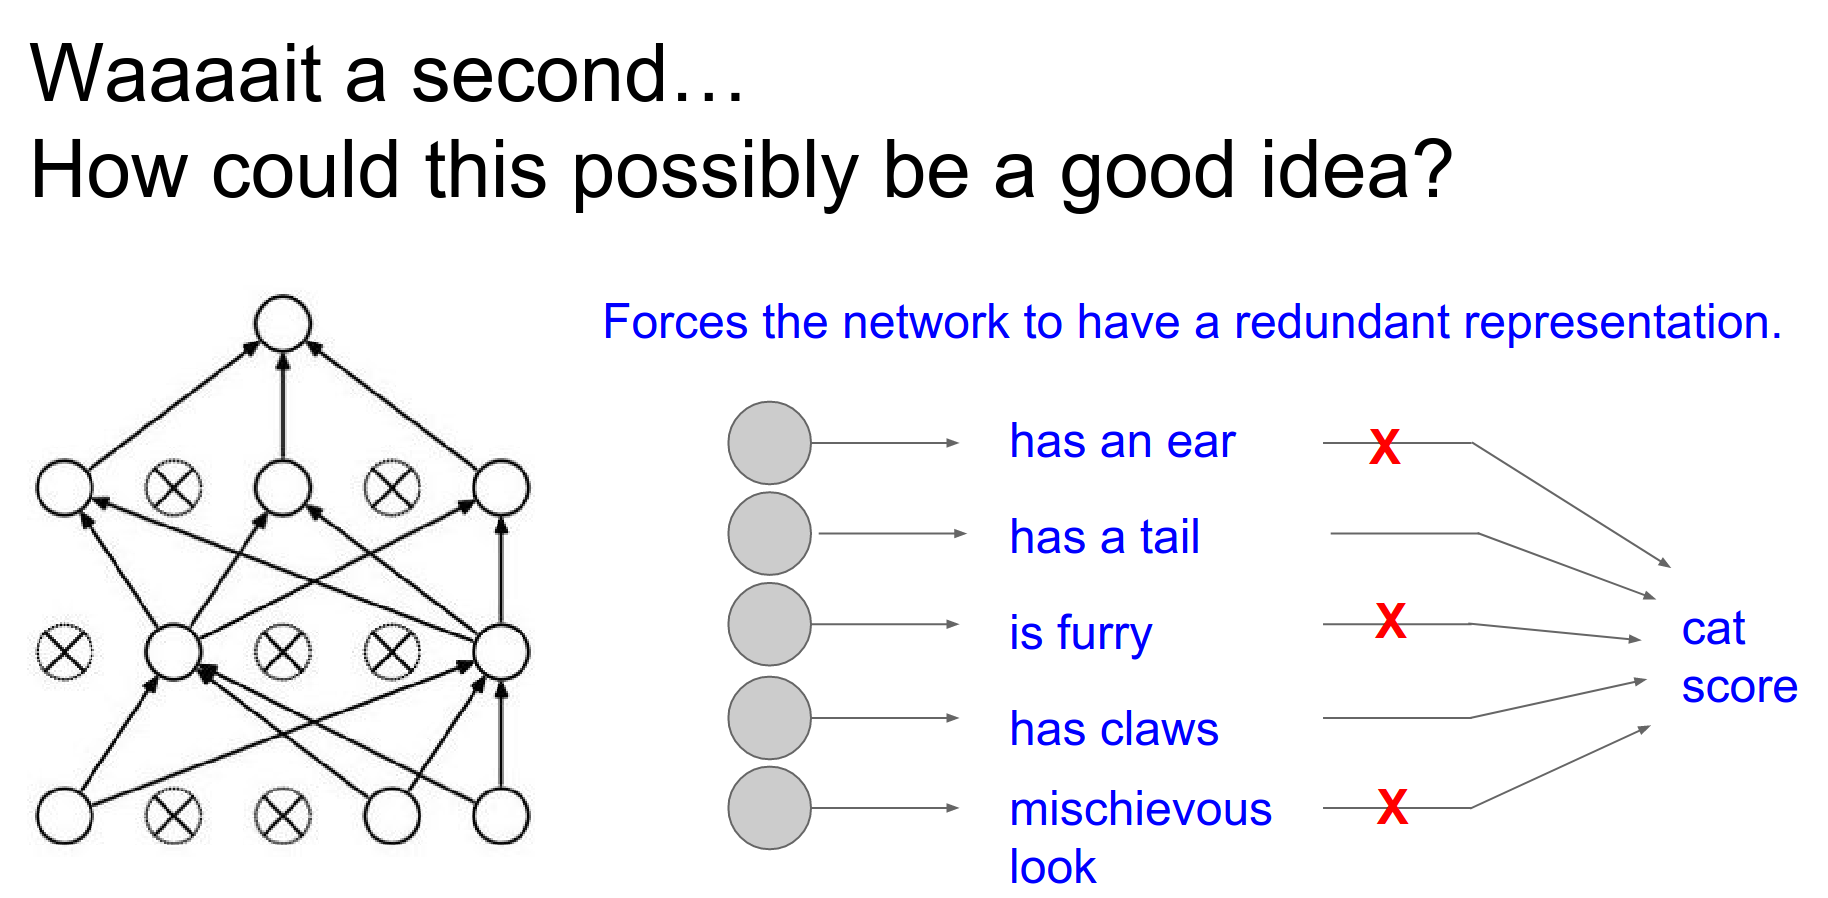 Waaaait a second…
How could this possibly be a good idea?
Forces the network to have a redundant representation.
has an ear
X
has a tail
is furry
X
cat
score
has claws
mischievous
look
X